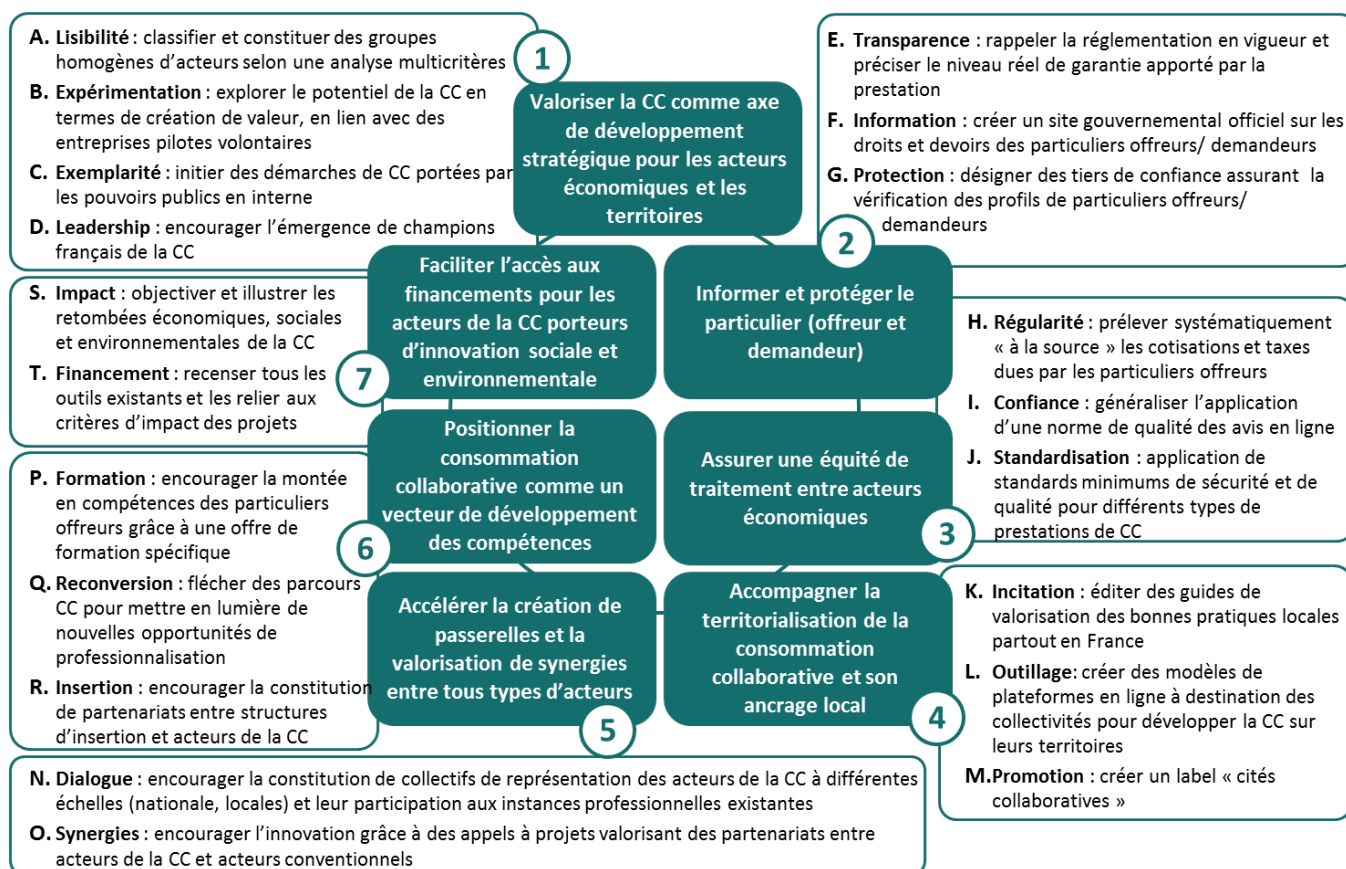 A. Lisibilité : classifier et constituer des groupes
homogènes d'acteurs selon une analyse multicritères
B. Expérimentation : explorer le potentiel de la CC en
termes de création de valeur, en lien avec des
entreprises pilotes volontaires
C. Exemplarité : initier des démarches de CC portées par
les pouvoirs publics en interne
D. Leadership : encourager l'émergence de champions
français de la CC
1
Valoriser la CC comme axe
de développement
stratégique pour les acteurs
économiques et les
territoires
E. Transparence : rappeler la réglementation en vigueur et
préciser le niveau réel de garantie apporté par la
prestation
F. Information : créer un site gouvernemental officiel sur les
droits et devoirs des particuliers offreurs/ demandeurs
G. Protection : désigner des tiers de confiance assurant la
vérification des profils de particuliers offreurs/
demandeurs
2
Informer et protéger le
particulier (offreur et
demandeur)
H. Régularité : prélever systématiquement
« à la source » les cotisations et taxes
dues par les particuliers offreurs
I. Confiance : généraliser l'application
d'une norme de qualité des avis en ligne
J. Standardisation : application de
standards minimums de sécurité et de
qualité pour différents types de
prestations de CC
3
Assurer une équité de
traitement entre acteurs
économiques
K. Incitation : éditer des guides de
valorisation des bonnes pratiques locales
partout en France
L. Outillage: créer des modèles de
plateformes en ligne à destination des
collectivités pour développer la CC sur
leurs territoires
M. Promotion : créer un label « cités
collaboratives »
4
Accompagner la
territorialisation de la
consommation
collaborative et son
ancrage local
N. Dialogue : encourager la constitution de collectifs de représentation des acteurs de la CC à différentes
échelles (nationale, locales) et leur participation aux instances professionnelles existantes
O. Synergies : encourager l'innovation grâce à des appels à projets valorisant des partenariats entre
acteurs de la CC et acteurs conventionnels
5
Accélérer la création de
passerelles et la
valorisation de synergies
entre tous types d'acteurs
P. Formation : encourager la montée
en compétences des particuliers
offreurs grâce à une offre de
formation spécifique
Q. Reconversion : flécher des parcours
CC pour mettre en lumière de
nouvelles opportunités de
professionnalisation
R. Insertion : encourager la constitution
de partenariats entre structures
d'insertion et acteurs de la CC
6
Positionner la
consommation
collaborative comme un
vecteur de développement
des compétences
S. Impact : objectiver et illustrer les
retombées économiques, sociales
et environnementales de la CC
T. Financement : recenser tous les
outils existants et les relier aux
critères d'impact des projets
7
Faciliter l'accès aux
financements pour les
acteurs de la CC porteurs
d'innovation sociale et
environnementale